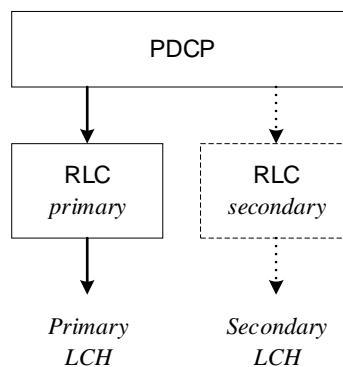 PDCP
RLC
primary
RLC
secondary
Primary
LCH
Secondary
LCH